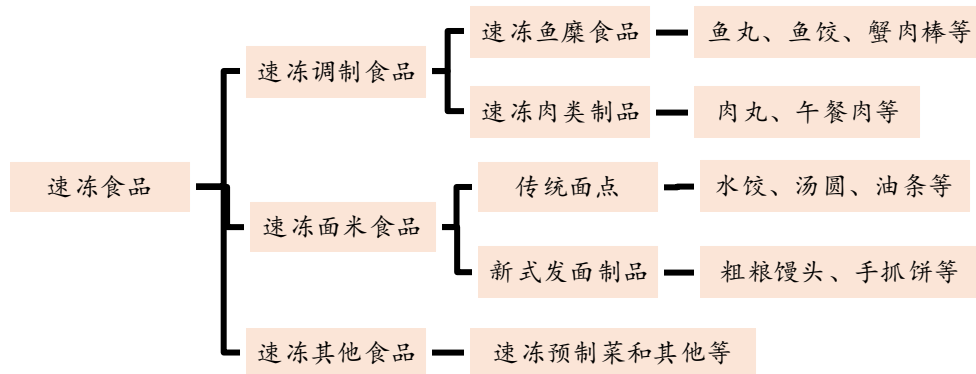 速冻鱼糜食品
鱼丸、鱼饺、蟹肉棒等
速冻调制食品
速冻肉类制品
肉丸、午餐肉等
速冻食品
传统面点
水饺、汤圆、油条等
速冻面米食品
新式发面制品
粗粮馒头、手抓饼等
速冻其他食品
速冻预制菜和其他等